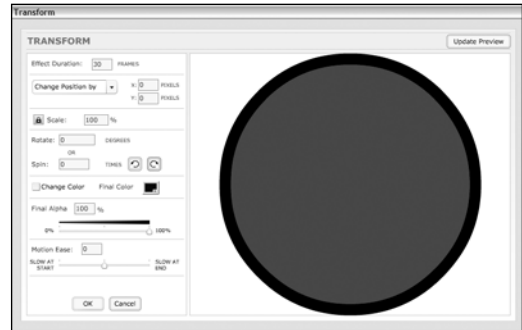 Transform
TRANSFORM
Update Preview
Effect Duration: 30 FRAMES
Change Position by X: 0 PIXELS
Y: 0 PIXELS
Scale: 100 %
Rotate: 0 DEGREES
OR
Spin: 0 TIMES
Change Color Final Color
Final Alpha 100 %
0% 100%
Motion Ease: 0
SLOW AT START SLOW AT END
OK Cancel